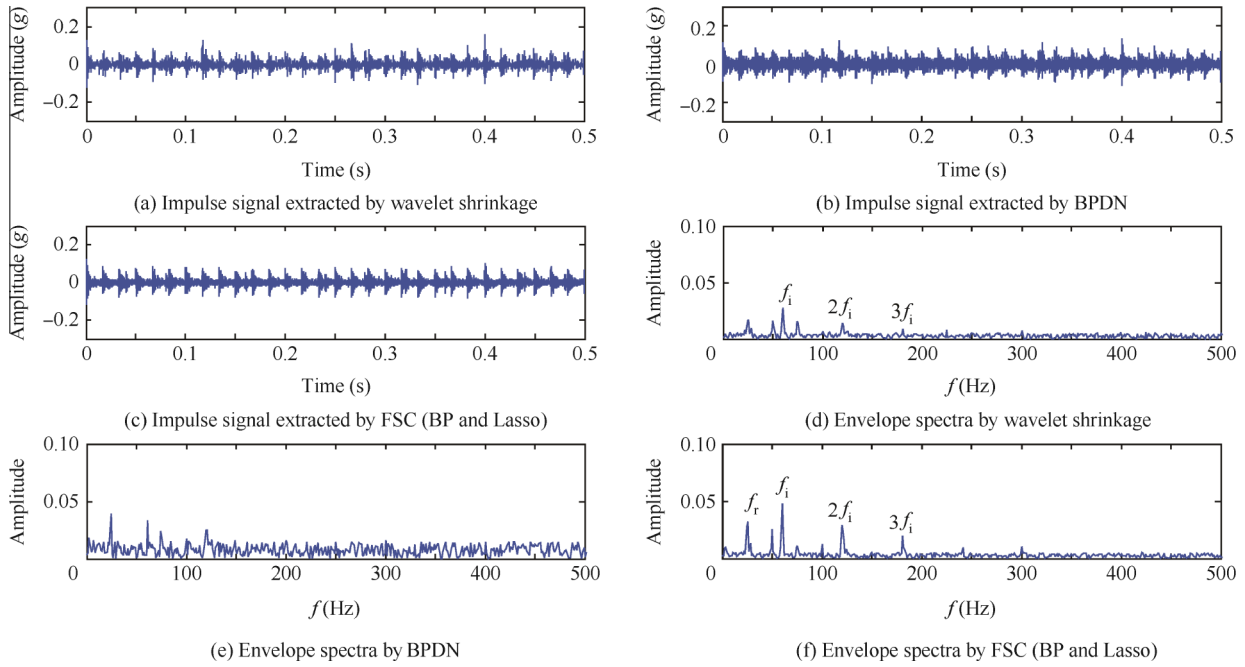 Amplitude (g)
0.2
0
−0.2
0
0.1
0.2
0.3
0.4
0.5
Time (s)
(a) Impulse signal extracted by wavelet shrinkage
Amplitude (g)
0.2
0
−0.2
0
0.1
0.2
0.3
0.4
0.5
Time (s)
(b) Impulse signal extracted by BPDN
Amplitude (g)
0.2
0
−0.2
0
0.1
0.2
0.3
0.4
0.5
Time (s)
(c) Impulse signal extracted by FSC (BP and Lasso)
Amplitude
0.10
0.05
fi
2fi
3fi
0
100
200
300
400
500
f (Hz)
(d) Envelope spectra by wavelet shrinkage
Amplitude
0.10
0.05
0
100
200
300
400
500
f (Hz)
(e) Envelope spectra by BPDN
Amplitude
0.10
0.05
fr
fi
2fi
3fi
0
100
200
300
400
500
f (Hz)
(f) Envelope spectra by FSC (BP and Lasso)